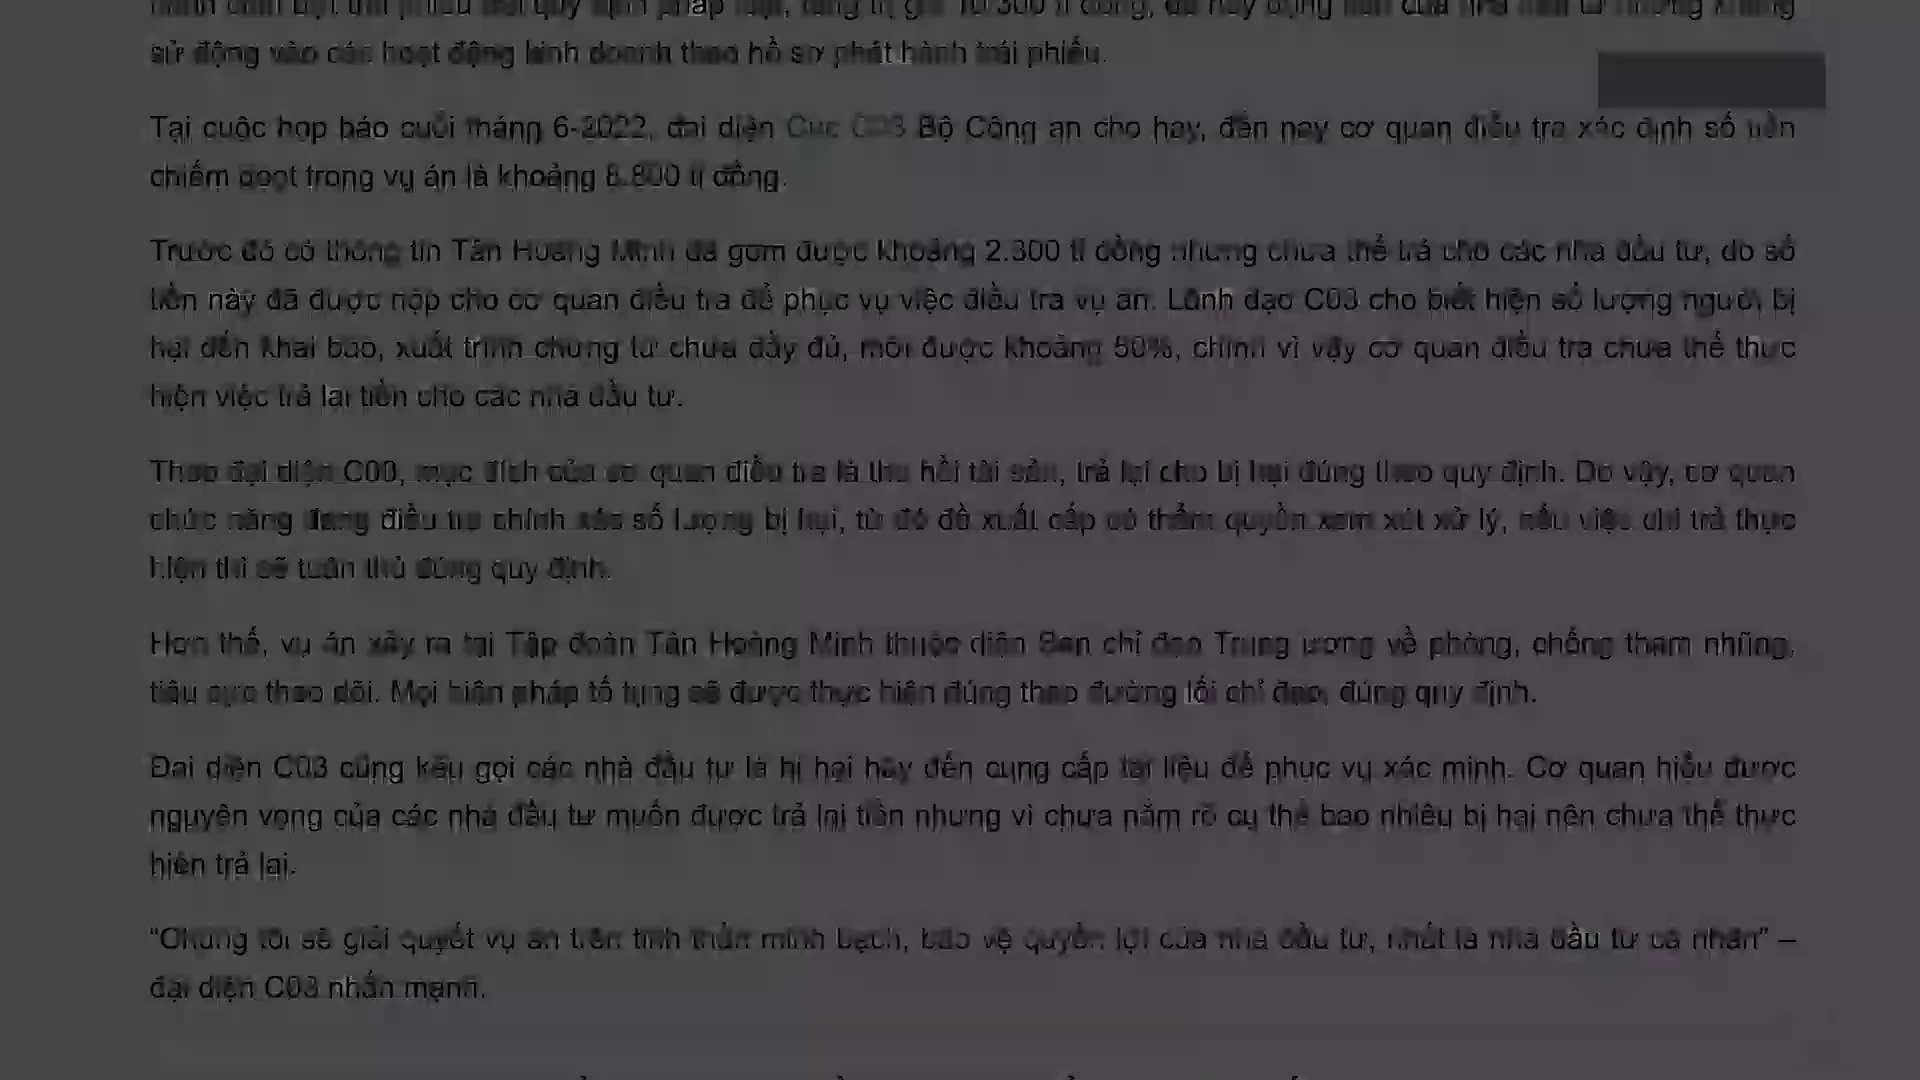 sử động vào các hoạt động kinh doanh theo hồ sơ phát hành trái phiếu.
Tại cuộc họp báo cuối tháng 6-2022, đại diện Cục C03 Bộ Công an cho hay, đến nay cơ quan điều tra xác định số tiền
chiếm đoạt trong vụ án là khoảng tỉ đồng.
Trước đó có thông tin Tân Hoàng Minh đã gom được khoảng 2.300 tỉ đồng nhưng chưa thể trả cho các nhà đầu tư, do số
tiền này đã được nộp cho cơ quan điều tra để phục vụ việc điều tra vụ án. Lãnh đạo C03 cho biết hiện số lượng người bị
hại đến khai báo, xuất trình chứng từ chưa đầy đủ, mới được khoảng 50%, chính vì vậy cơ quan điều tra chưa thể thực
hiện việc trả lại tiền cho các nhà đầu tư.
Theo đại diện C03, mục đích của cơ quan điều tra là thu hồi tài sản, trả lại cho bị hại đúng theo quy định. Do vậy, cơ quan
chức năng đang điều tra chính xác số lượng bị hại, từ đó đề xuất cấp có thẩm quyền xem xét xử lý, nếu việc chi trả thực
hiện thì sẽ tuân thủ đúng quy định.
Hơn thế, vụ án xảy ra tại Tập đoàn Tân Hoàng Minh thuộc diện Ban chỉ đạo Trung ương về phòng, chống tham nhũng,
tiêu cực theo dõi. Mọi biện pháp tố tụng sẽ được thực hiện đúng theo đường lối chỉ đạo, đúng quy định.
Đại diện C03 cũng kêu gọi các nhà đầu tư là bị hại hãy đến cung cấp tài liệu để phục vụ xác minh. Cơ quan hiểu được
nguyện vọng của các nhà đầu tư muốn được trả lại tiền nhưng vì chưa nắm rõ cụ thể bao nhiêu bị hại nên chưa thể thực
hiện trả lại.
“Chúng tôi sẽ giải quyết vụ án trên tinh thần minh bạch, bảo vệ quyền lợi của nhà đầu tư, nhất là nhà đầu tư cá nhân” –
đại diện C03 nhấn mạnh.